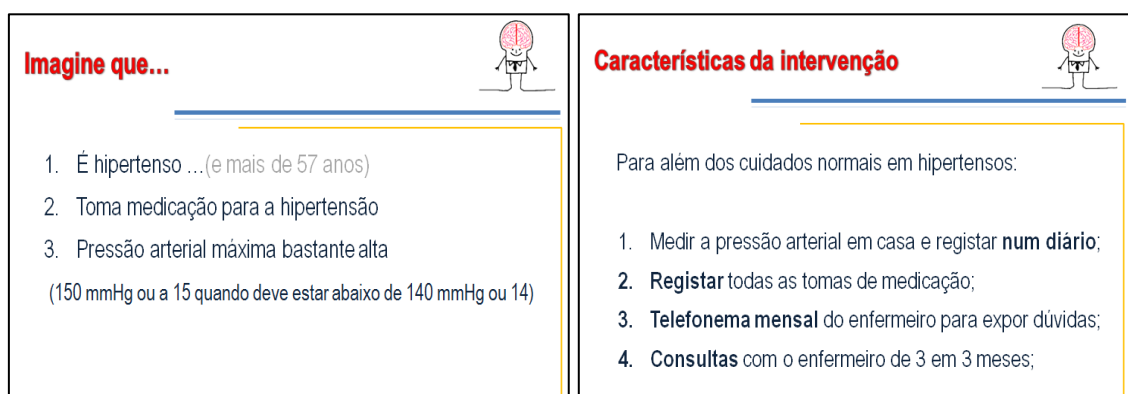 Imagine que...
1. É hipertenso ...(e mais de 57 anos)
2. Toma medicação para a hipertensão
3. Pressão arterial máxima bastante alta
(150 mmHg ou a 15 quando deve estar abaixo de 140 mmHg ou 14)
Características da intervenção
Para além dos cuidados normais em hipertensos:
1. Medir a pressão arterial em casa e registar num diário;
2. Registar todas as tomas de medicação;
3. Telefonema mensal do enfermeiro para expor dúvidas;
4. Consultas com o enfermeiro de 3 em 3 meses;